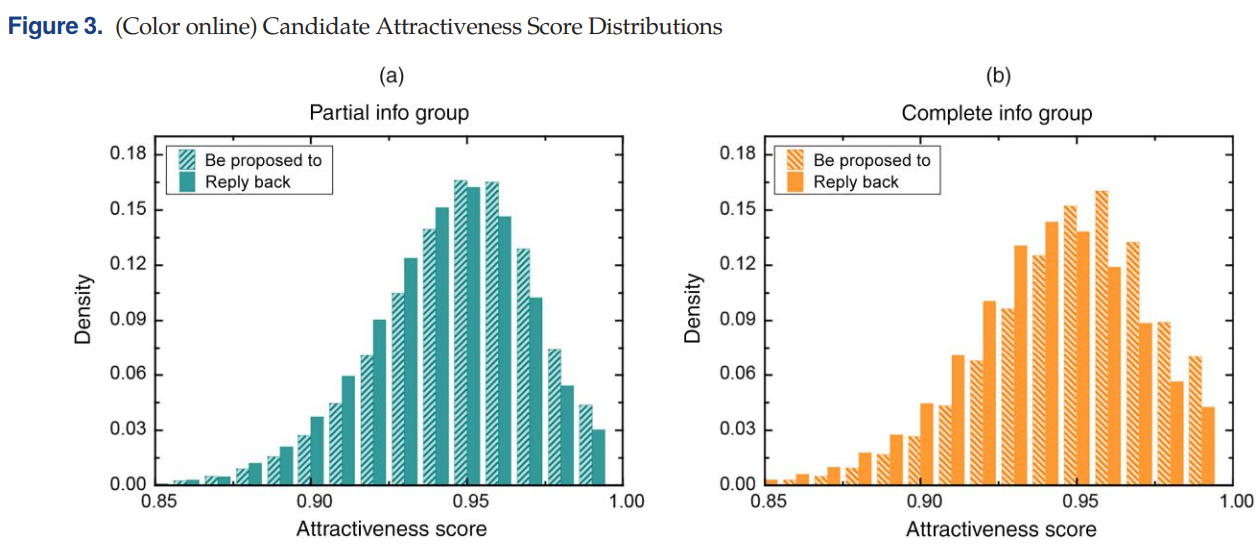 Figure 3. (Color online) Candidate Attractiveness Score Distributions
(a)
Partial info group
Be proposed to
Reply back
0.18
0.15
0.12
0.09
0.06
0.03
0.00
Density
0.85 0.90 0.95 1.00
Attractiveness score
(b)
Complete info group
Be proposed to
Reply back
0.18
0.15
0.12
0.09
0.06
0.03
0.00
Density
0.85 0.90 0.95 1.00
Attractiveness score